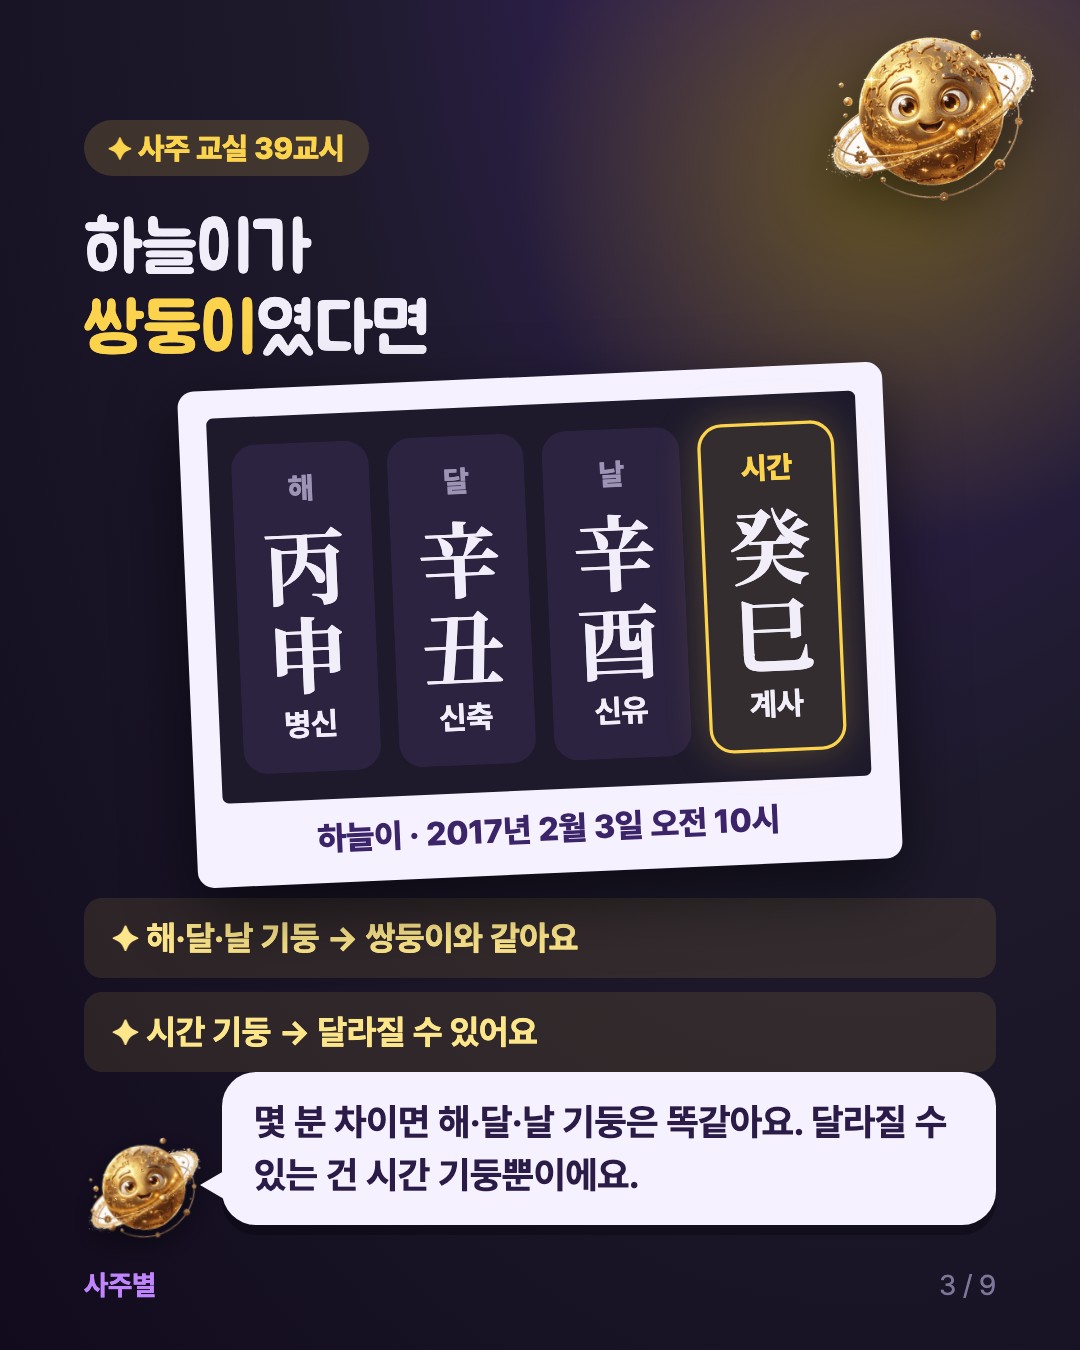 ✦ 사주 교실 39교시
하늘이가
쌍둥이였다면
해 달 날 시간
丙 辛 辛 癸
申 丑 酉 巳
병신 신축 신유 계사
하늘이 · 2017년 2월 3일 오전 10시
✦ 해·달·날 기둥 → 쌍둥이와 같아요
✦ 시간 기둥 → 달라질 수 있어요
몇 분 차이면 해·달·날 기둥은 똑같아요. 달라질 수
있는 건 시간 기둥뿐이에요.
사주별
3 / 9